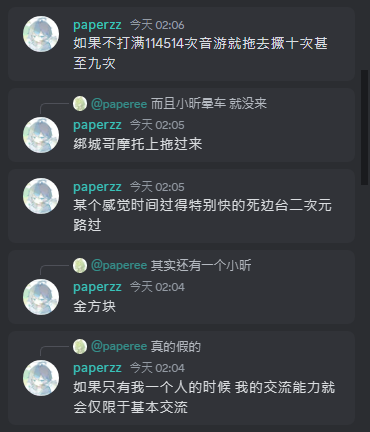 paperzz 今天 02:06
如果不打满114514次音游就拖去撅十次甚
至九次
@paperee 而且小昕晕车 就没来
paperzz 今天 02:05
綁城哥摩托上拖过来
paperzz 今天 02:05
某个感觉时间过得特别快的死边台二次元
路过
@paperee 其实还有一个小昕
paperzz 今天 02:04
金方块
@paperee 真的假的
paperzz 今天 02:04
如果只有我一个人的时候 我的交流能力就
会仅限于基本交流